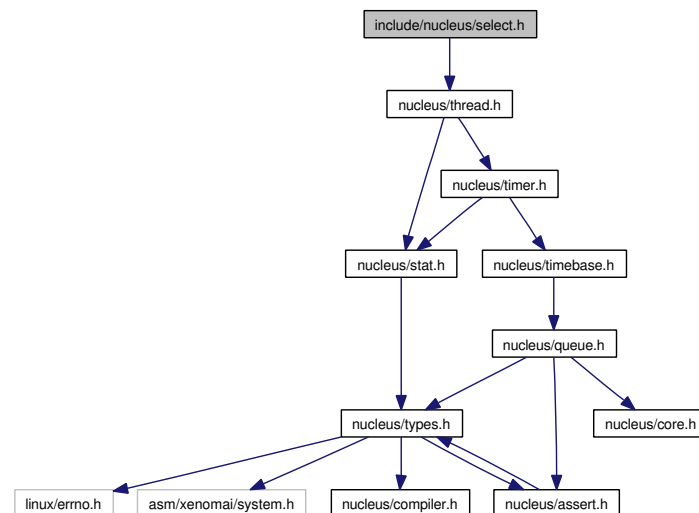 include/nucleus/select.h
nucleus/thread.h
nucleus/timer.h
nucleus/stat.h
nucleus/timebase.h
nucleus/queue.h
nucleus/types.h
nucleus/core.h
linux/errno.h
asm/xenomai/system.h
nucleus/compiler.h
nucleus/assert.h